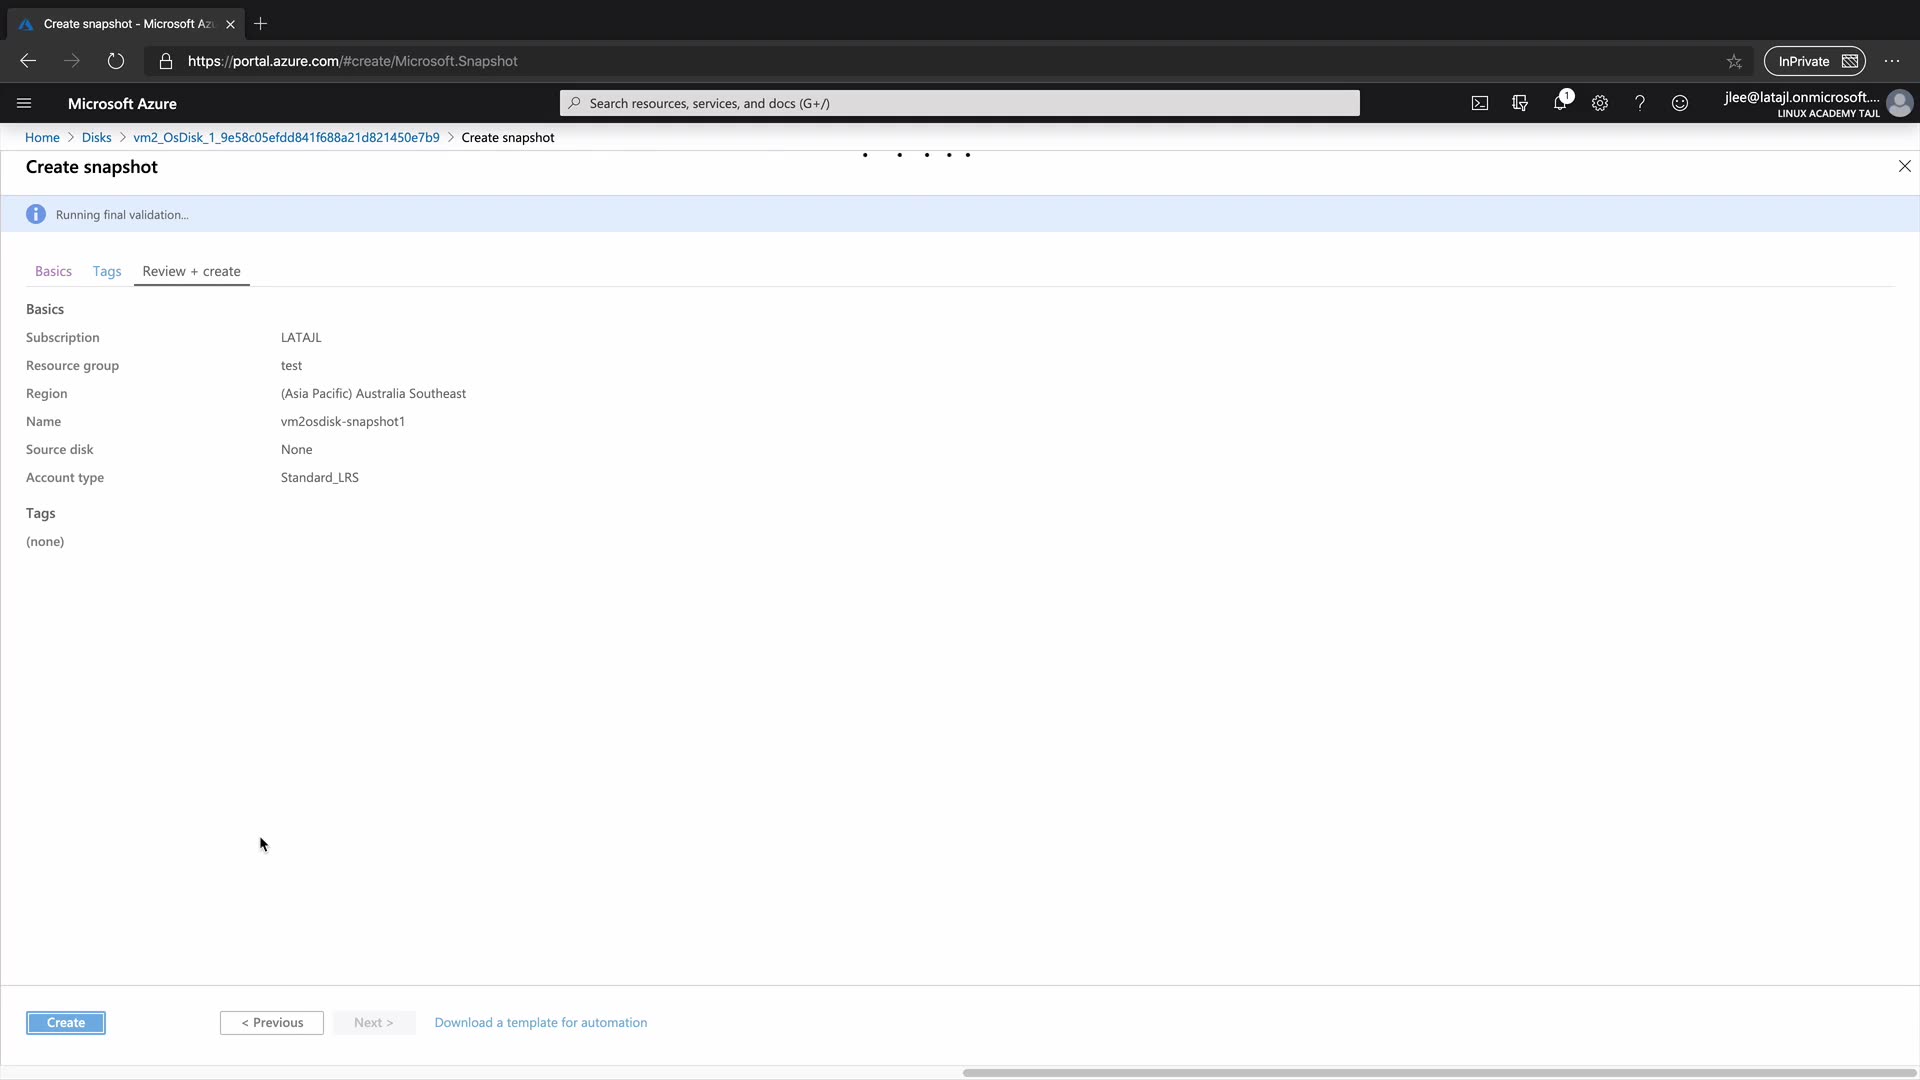 Create snapshot - Microsoft Az
https://portal.azure.com/#create/Microsoft.Snapshot
InPrivate
Microsoft Azure
Search resources, services, and docs (G+/)
1
jlee@latajl.onmicrosoft....
LINUX ACADEMY TAJL
Home > Disks > vm2_OsDisk_1_9e58c05efdd841f688a21d821450e7b9 > Create snapshot
Create snapshot
Running final validation...
Basics Tags Review + create
Basics
Subscription LATAJL
Resource group test
Region (Asia Pacific) Australia Southeast
Name vm2osdisk-snapshot1
Source disk None
Account type Standard_LRS
Tags
(none)
Create < Previous Next > Download a template for automation